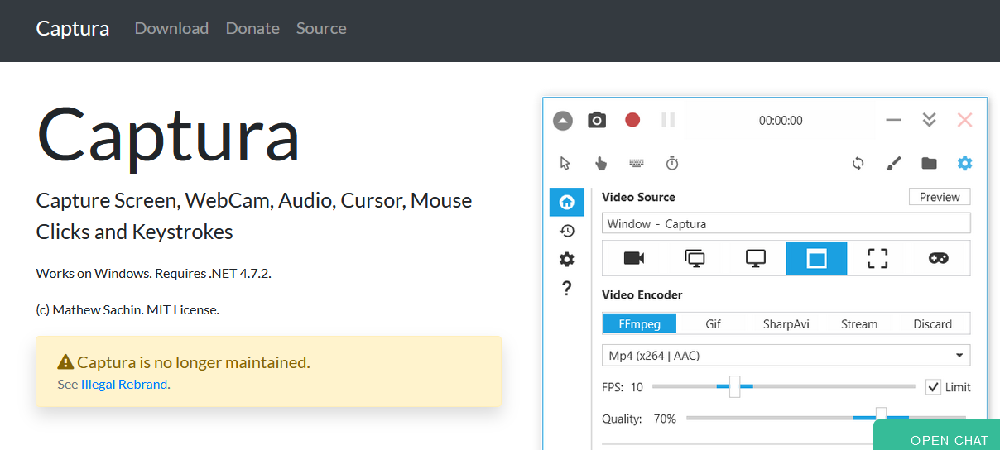 Captura Download Donate Source
Captura
Capture Screen, WebCam, Audio, Cursor, Mouse
Clicks and Keystrokes
Works on Windows. Requires .NET 4.7.2.
(c) Mathew Sachin. MIT License.
Captura is no longer maintained.
See Illegal Rebrand.
00:00:00
Video Source Preview
Window - Captura
?
Video Encoder
FFmpeg Gif SharpAvi Stream Discard
Mp4 (x264 | AAC)
FPS: 10 Limit
Quality: 70%
OPEN CHAT